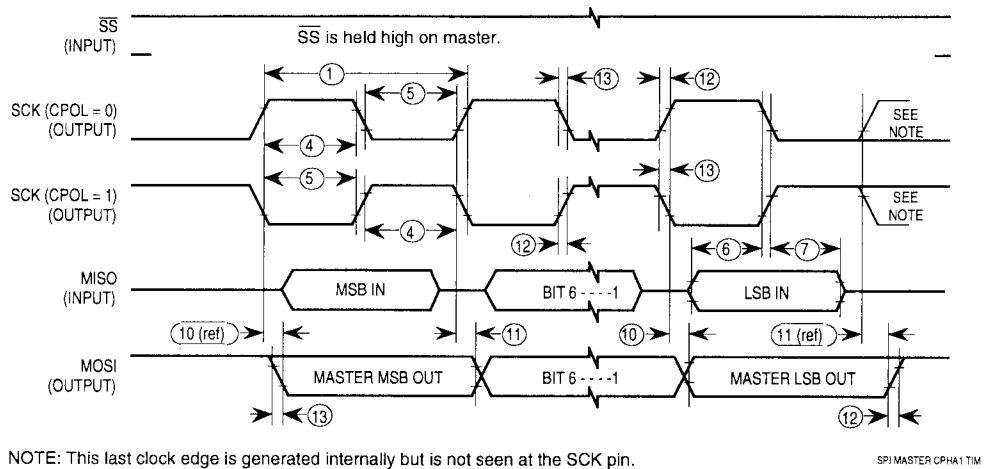 SS
(INPUT)
SS is held high on master.
1
5
13
12
SCK (CPOL = 0)
(OUTPUT)
4
SEE
NOTE
5
13
SCK (CPOL = 1)
(OUTPUT)
4
12
SEE
NOTE
6
7
MISO
(INPUT)
MSB IN
BIT 6 - - - - -1
LSB IN
10 (ref)
11
10
11 (ref)
MOSI
(OUTPUT)
MASTER MSB OUT
BIT 6 - - - - -1
MASTER LSB OUT
13
12
NOTE: This last clock edge is generated internally but is not seen at the SCK pin.
SPI MASTER CPHA1 TIM